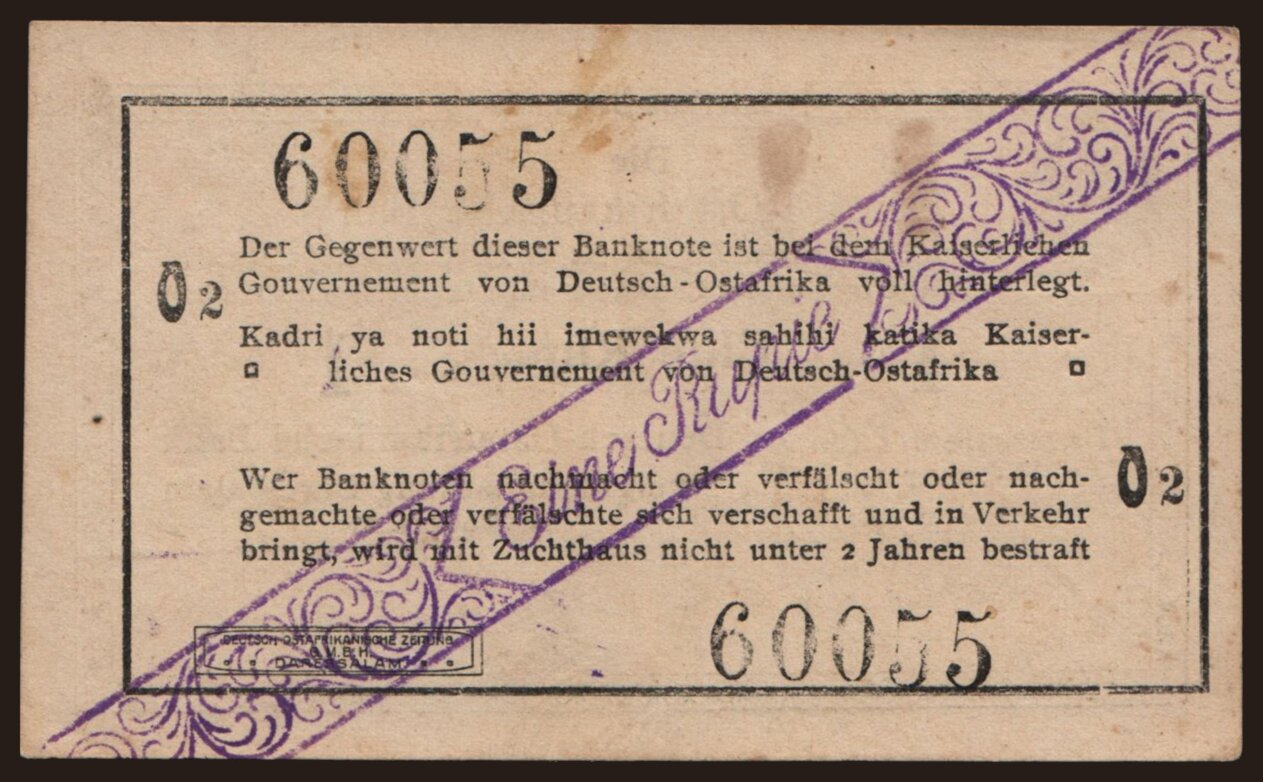 60055
Der Gegenwert dieser Banknote ist bei dem Kaiserlichen
Gouvernement von Deutsch-Ostafrika voll hinterlegt.
Kadri ya noti hii imewekwa sahihi katika Kaiser-
liches Gouvernement von Deutsch-Ostafrika
Eine Rupie
Wer Banknoten nachmacht oder verfälscht oder nach-
gemachte oder verfälschte sich verschafft und in Verkehr
bringt, wird mit Zuchthaus nicht unter 2 Jahren bestraft
2
2
60055
DEUTSCH-OSTAFRIKANISCHE ZEITUNG
G.M.B.H.
DARESSALAM